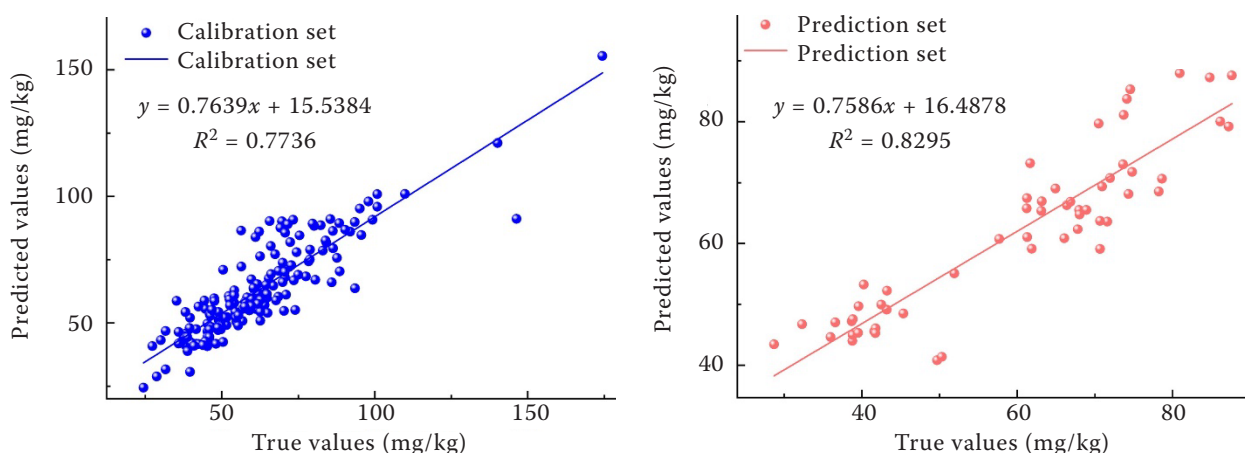 Calibration set
Calibration set
y = 0.7639x + 15.5384
R² = 0.7736
150
100
50
50
100
150
Predicted values (mg/kg)
True values (mg/kg)
Prediction set
Prediction set
y = 0.7586x + 16.4878
R² = 0.8295
80
60
40
40
60
80
Predicted values (mg/kg)
True values (mg/kg)